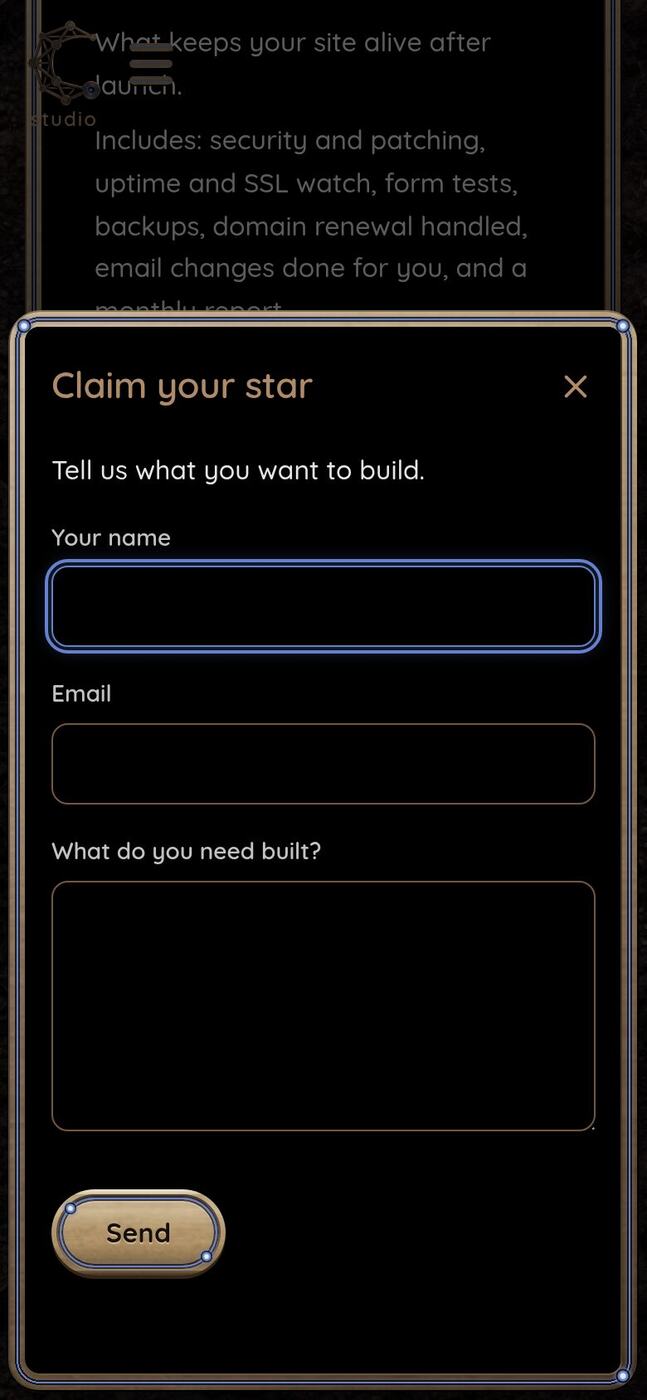 What keeps your site alive after
launch.
studio
Includes: security and patching,
uptime and SSL watch, form tests,
backups, domain renewal handled,
email changes done for you, and a
monthly report
Claim your star
Tell us what you want to build.
Your name
Email
What do you need built?
Send